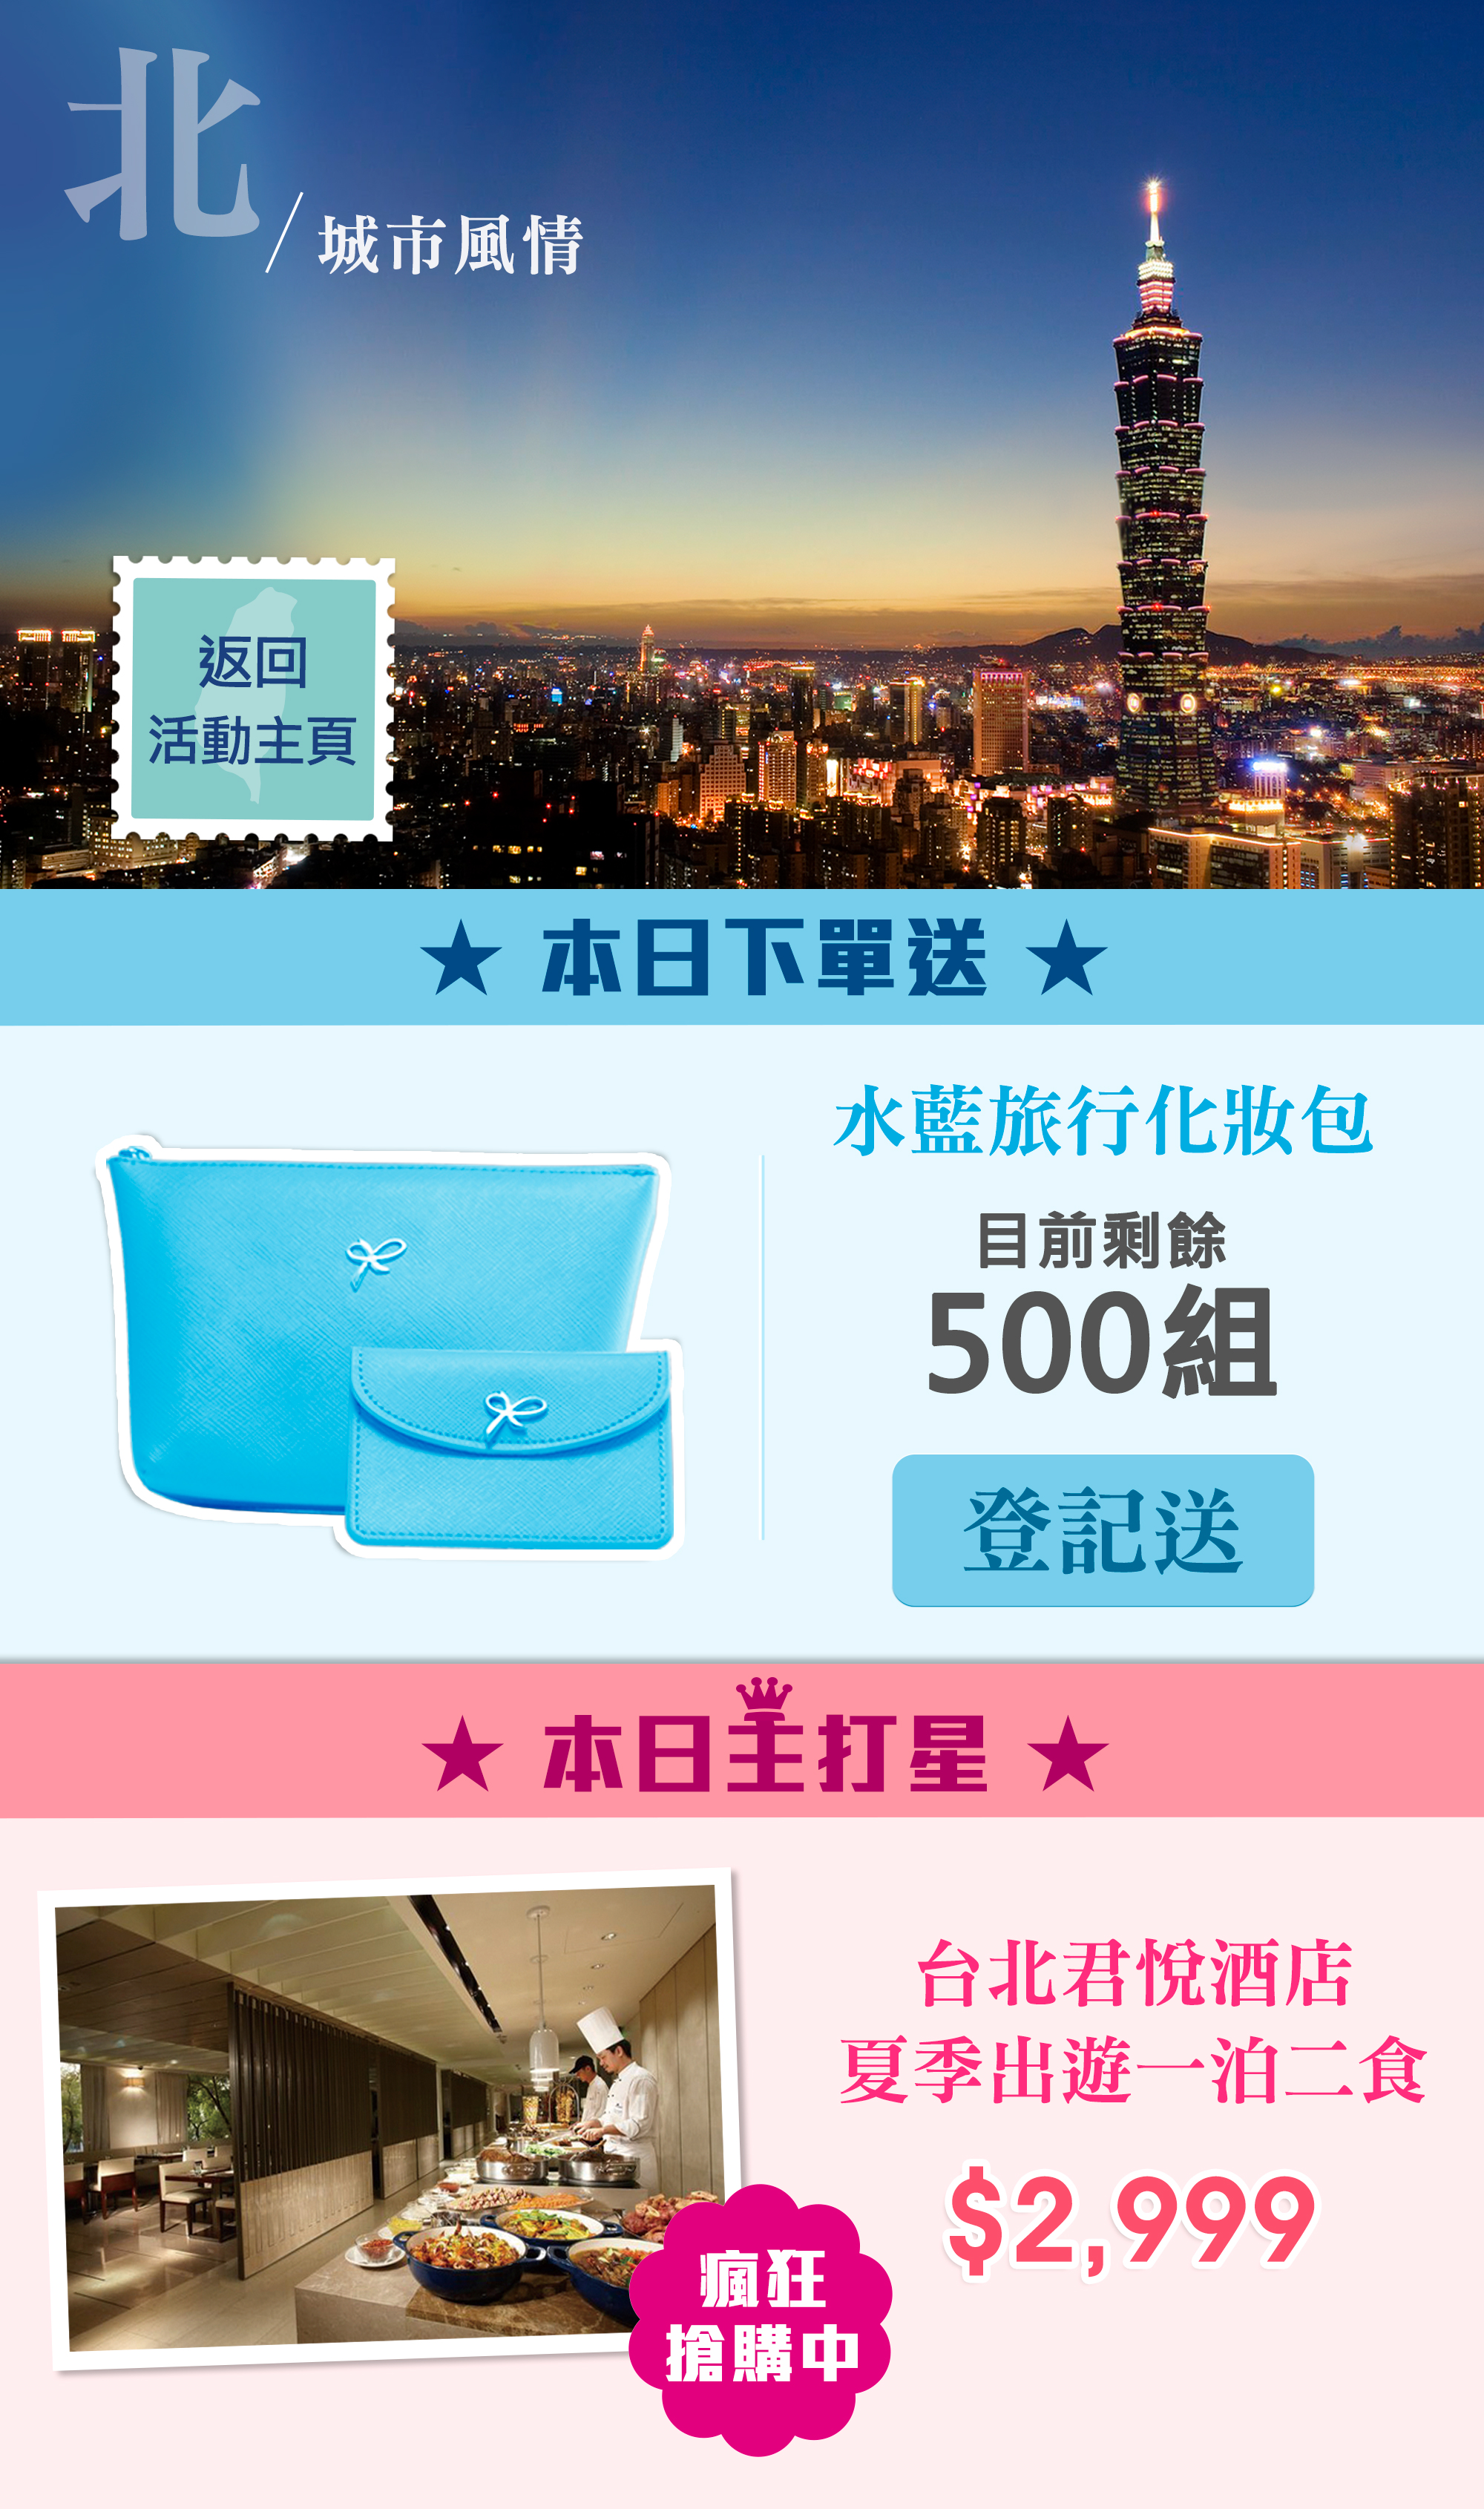 北
城市風情
返回
活動主頁
★ 本日下單送 ★
水藍旅行化妝包
目前剩餘
500組
登記送
★ 本日主打星 ★
台北君悅酒店
夏季出遊一泊二食
$2,999
瘋狂
搶購中